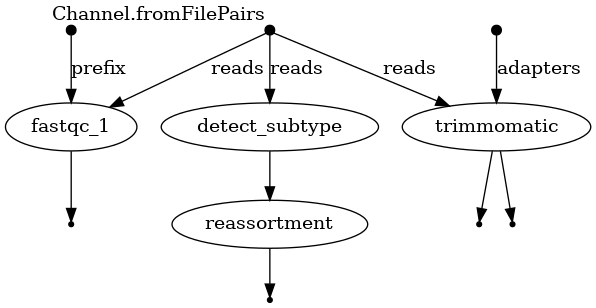 Channel.fromFilePairs
prefix
reads
reads
reads
adapters
fastqc_1
detect_subtype
trimmomatic
reassortment